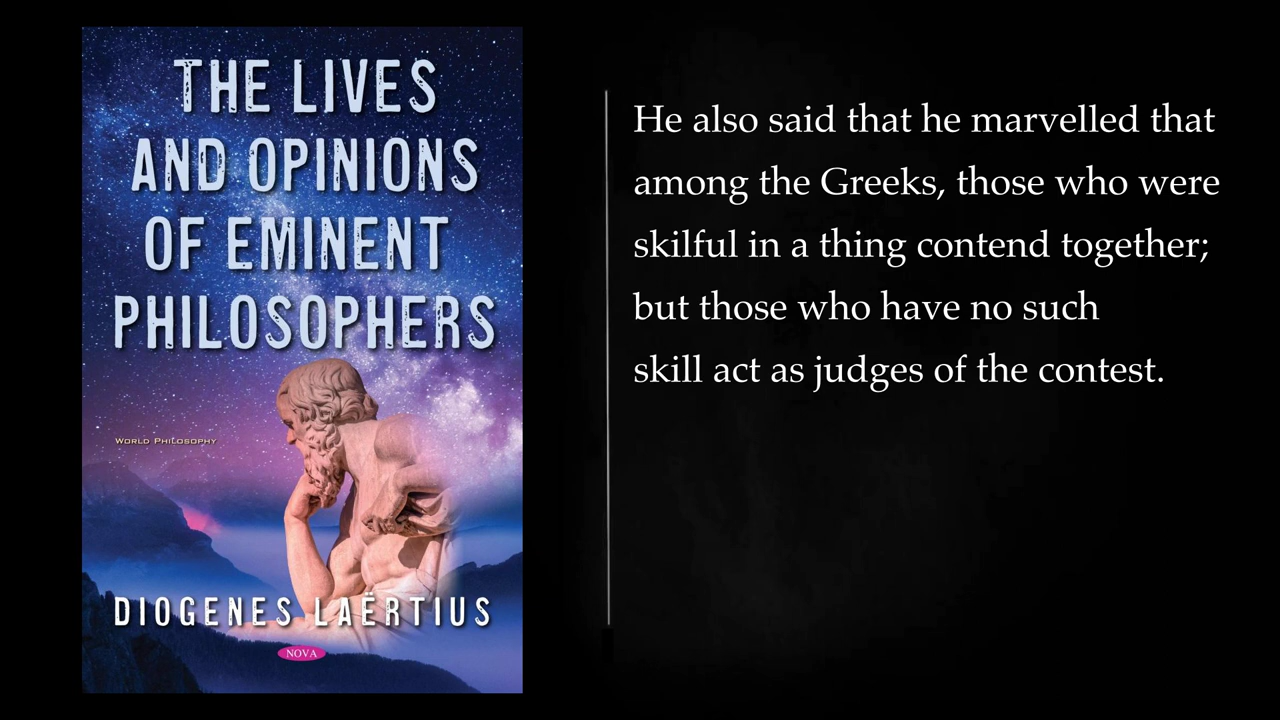 THE LIVES
AND OPINIONS
OF EMINENT
PHILOSOPHERS
WORLD PHILOSOPHY
DIOGENES LAËRTIUS
NOVA
He also said that he marvelled that
among the Greeks, those who were
skilful in a thing contend together;
but those who have no such
skill act as judges of the contest.